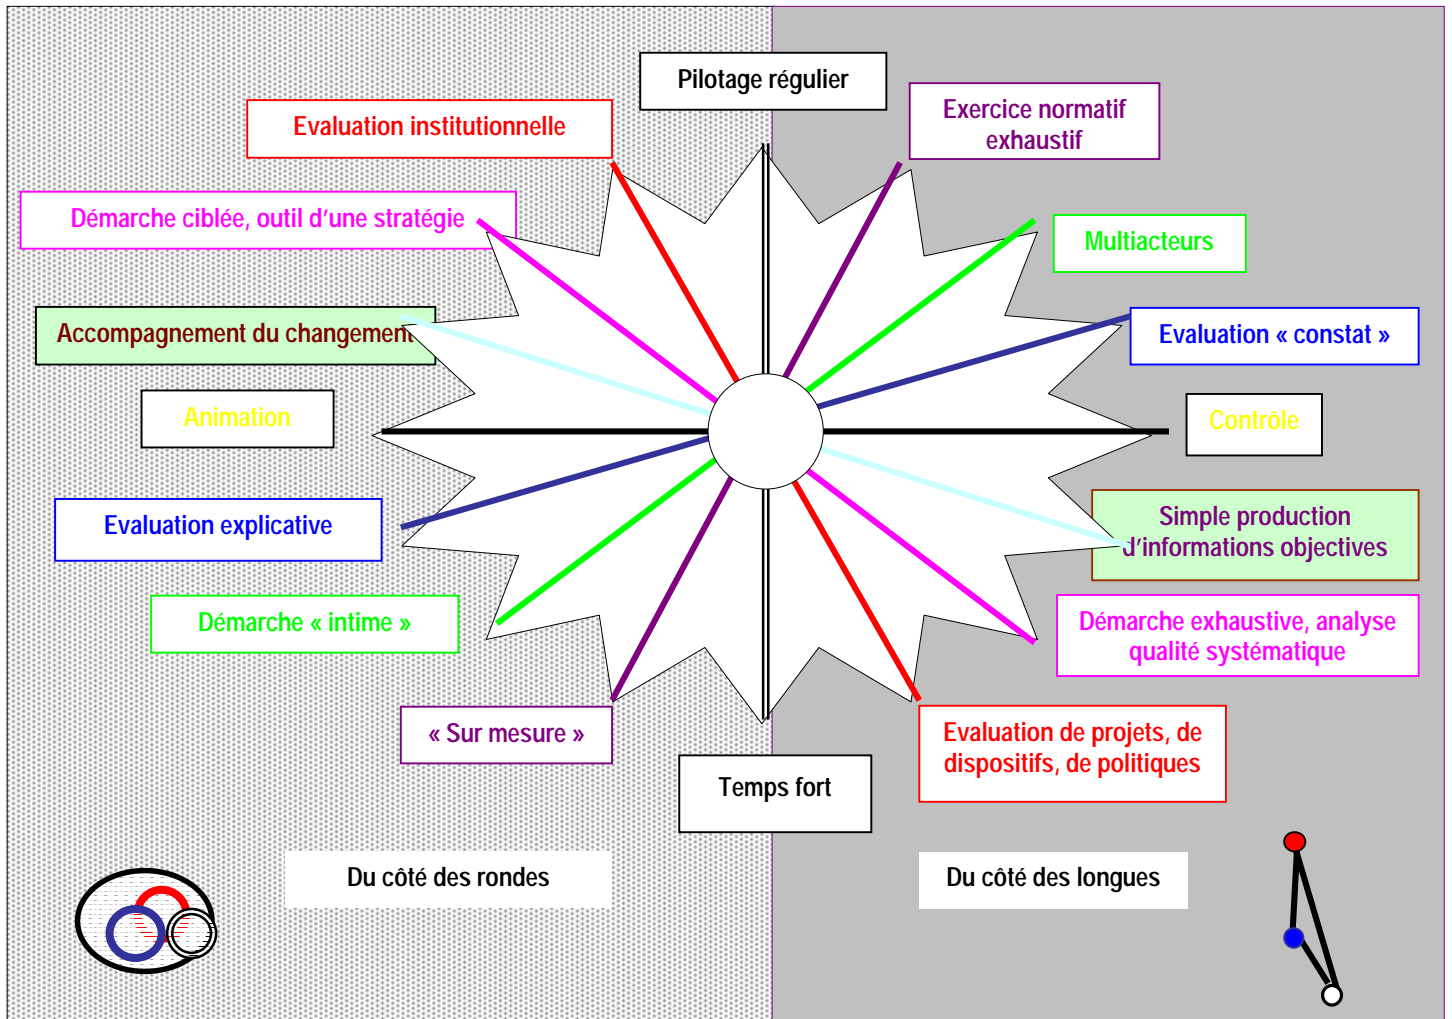 Pilotage régulier
Exercice normatif
exhaustif
Evaluation institutionnelle
Démarche ciblée, outil d’une stratégie
Multiacteurs
Accompagnement du changement
Evaluation « constat »
Animation
Contrôle
Evaluation explicative
Simple production
d’informations objectives
Démarche « intime »
Démarche exhaustive, analyse
qualité systématique
« Sur mesure »
Evaluation de projets, de
dispositifs, de politiques
Temps fort
Du côté des rondes
Du côté des longues